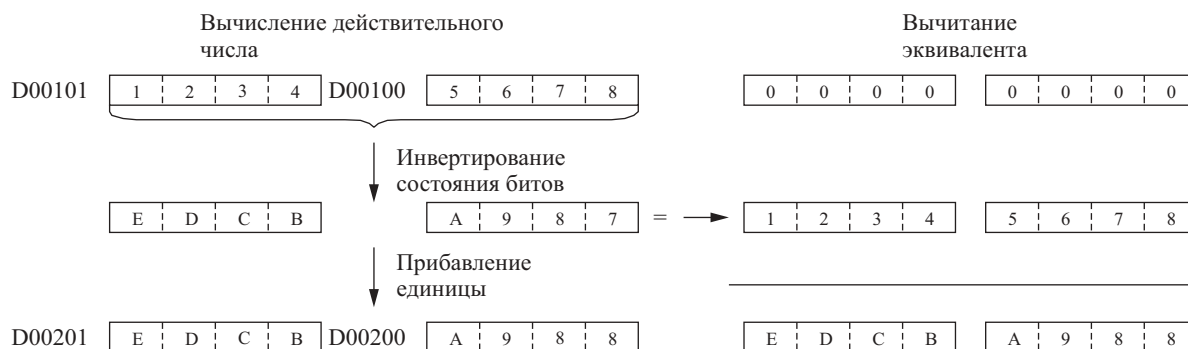 Вычисление действительного
числа
Вычитание
эквивалента
D00101 1 2 3 4 D00100 5 6 7 8 0 0 0 0 0 0 0 0
Инвертирование
состояния битов
E D C B A 9 8 7 = 1 2 3 4 5 6 7 8
Прибавление
единицы
D00201 E D C B D00200 A 9 8 8 E D C B A 9 8 8